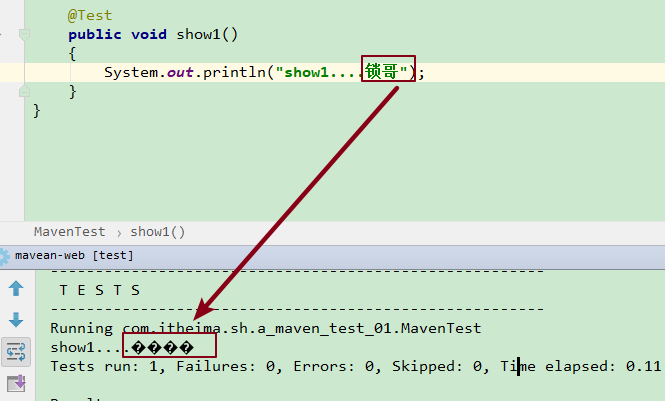 @Test
public void show1()
{
System.out.println("show1....锁哥");
}
}
MavenTest › show1()
mavean-web [test]
-------------------------------------------------------
T E S T S
-------------------------------------------------------
Running com.itheima.sh.a_maven_test_01.MavenTest
show1....����
Tests run: 1, Failures: 0, Errors: 0, Skipped: 0, Time elapsed: 0.11